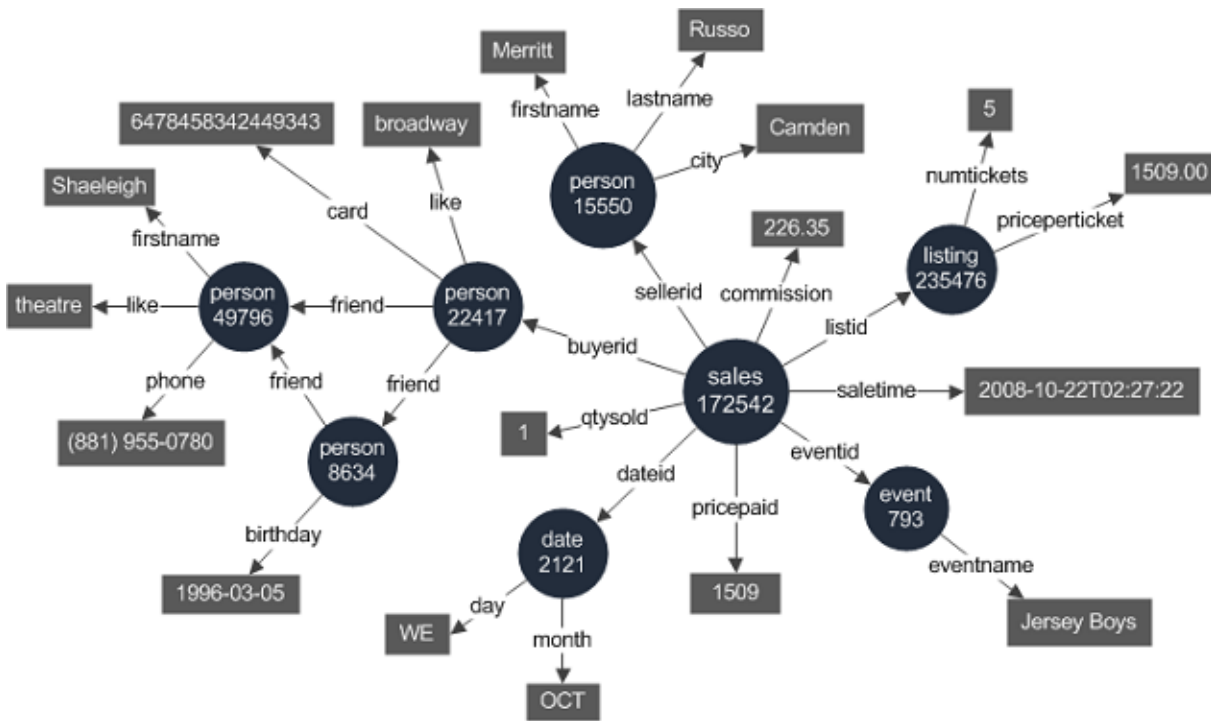 Russo
Merritt
lastname
firstname
6478458342449343
broadway
Camden
5
city
person
15550
numtickets
1509.00
Shaeleigh
like
card
226.35
priceperticket
firstname
listing
235476
person
49796
person
22417
sellerid
commission
theatre
like
friend
listid
buyerid
phone
friend
friend
sales
172542
saletime
2008-10-22T02:27:22
(881) 955-0780
1
qtysold
person
8634
dateid
eventid
pricepaid
event
793
birthday
date
2121
eventname
1996-03-05
1509
day
WE
month
Jersey Boys
OCT